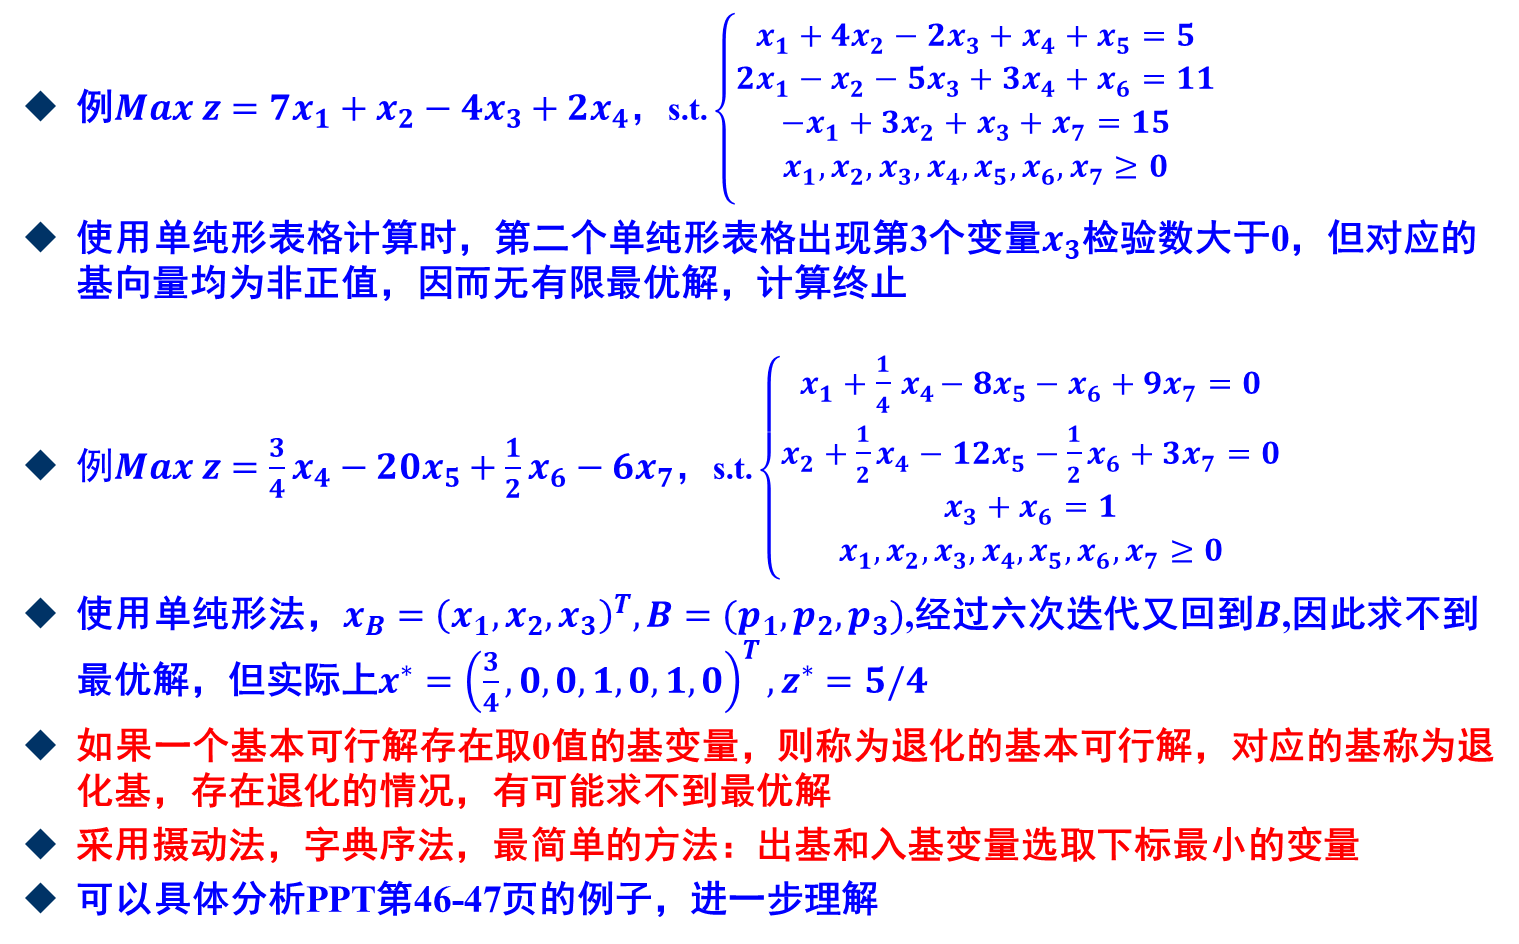 例Max z = 7x₁ + x₂ − 4x₃ + 2x₄，s.t.
x₁ + 4x₂ − 2x₃ + x₄ + x₅ = 5
2x₁ − x₂ − 5x₃ + 3x₄ + x₆ = 11
−x₁ + 3x₂ + x₃ + x₇ = 15
x₁, x₂, x₃, x₄, x₅, x₆, x₇ ≥ 0
使用单纯形表格计算时，第二个单纯形表格出现第3个变量x₃检验数大于0，但对应的
基向量均为非正值，因而无有限最优解，计算终止
例Max z = 3/4 x₄ − 20x₅ + 1/2 x₆ − 6x₇，s.t.
x₁ + 1/4 x₄ − 8x₅ − x₆ + 9x₇ = 0
x₂ + 1/2 x₄ − 12x₅ − 1/2 x₆ + 3x₇ = 0
x₃ + x₆ = 1
x₁, x₂, x₃, x₄, x₅, x₆, x₇ ≥ 0
使用单纯形法，x_B = (x₁, x₂, x₃)ᵀ, B = (p₁, p₂, p₃),经过六次迭代又回到B,因此求不到
最优解，但实际上x* = (3/4, 0, 0, 1, 0, 1, 0)ᵀ, z* = 5/4
如果一个基本可行解存在取0值的基变量，则称为退化的基本可行解，对应的基称为退
化基，存在退化的情况，有可能求不到最优解
采用摄动法，字典序法，最简单的方法：出基和入基变量选取下标最小的变量
可以具体分析PPT第46-47页的例子，进一步理解